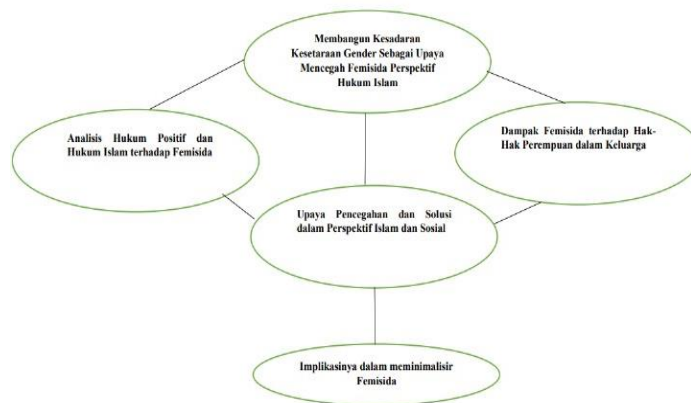 Membangun Kesadaran
Kesetaraan Gender Sebagai Upaya
Mencegah Femisida Perspektif
Hukum Islam
Analisis Hukum Positif dan
Hukum Islam terhadap Femisida
Dampak Femisida terhadap Hak-
Hak Perempuan dalam Keluarga
Upaya Pencegahan dan Solusi
dalam Perspektif Islam dan Sosial
Implikasinya dalam meminimalisir
Femisida